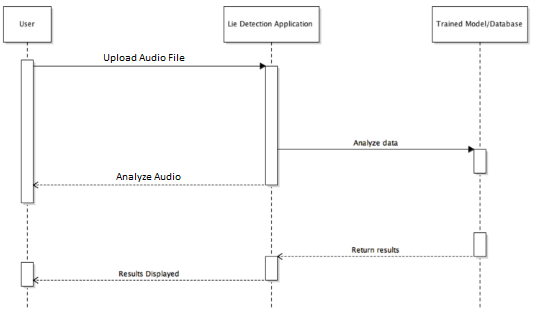 User
Lie Detection Application
Trained Model/Database
Upload Audio File
Analyze data
Analyze Audio
Return results
Results Displayed